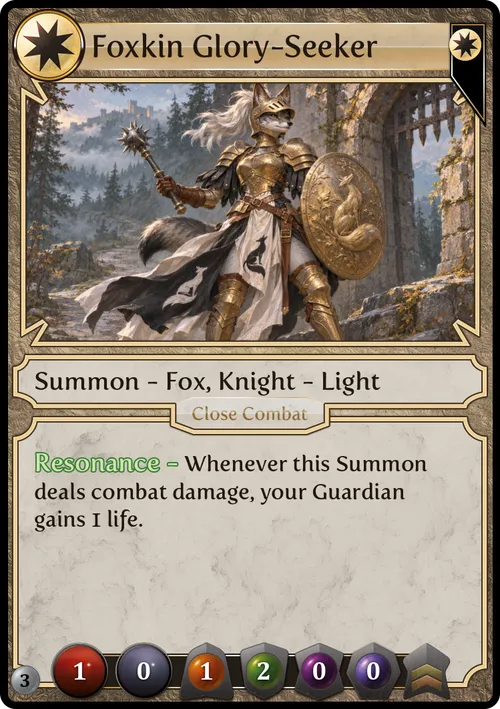 Foxkin Glory-Seeker
Summon – Fox, Knight – Light
Close Combat
Resonance – Whenever this Summon
deals combat damage, your Guardian
gains 1 life.
3 1* 0* 1 2 0 0